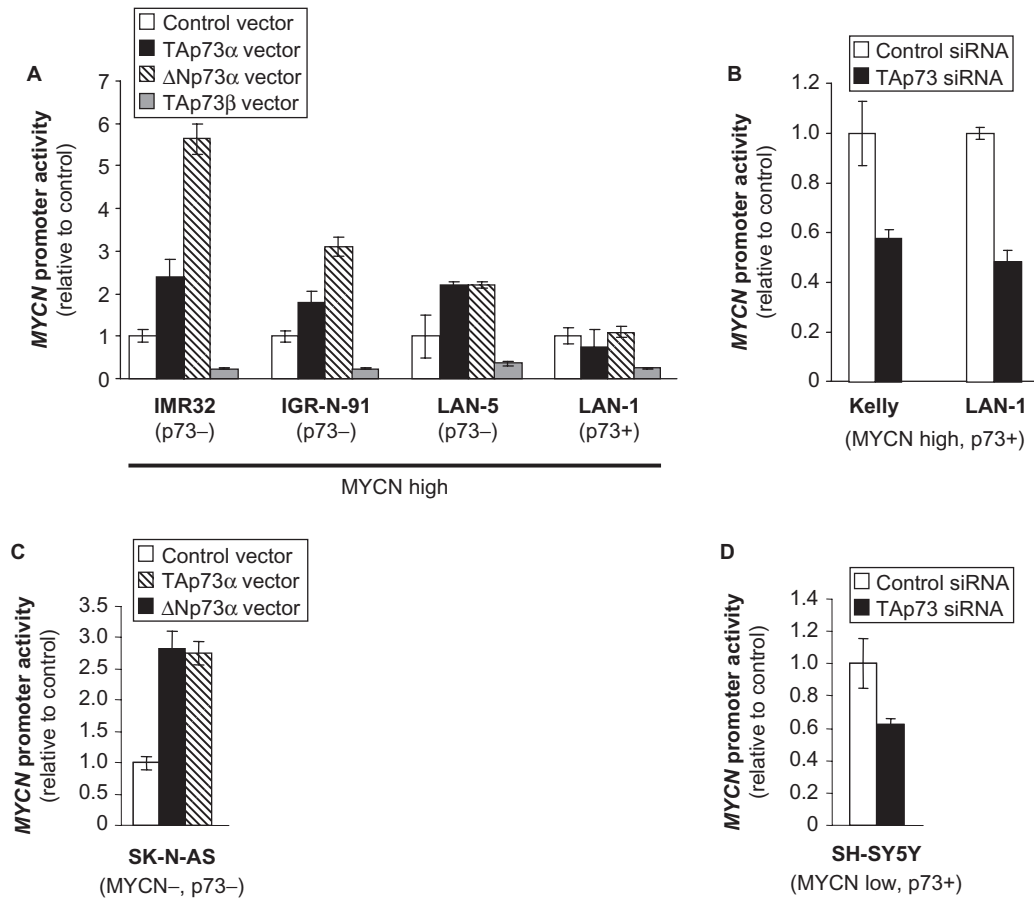 A
Control vector
TAp73α vector
ΔNp73α vector
TAp73β vector
MYCN promoter activity
(relative to control)
7
6
5
4
3
2
1
0
IMR32 IGR-N-91 LAN-5 LAN-1
(p73–) (p73–) (p73–) (p73+)
MYCN high
B
Control siRNA
TAp73 siRNA
MYCN promoter activity
(relative to control)
1.2
1.0
0.8
0.6
0.4
0.2
0
Kelly LAN-1
(MYCN high, p73+)
C
Control vector
TAp73α vector
ΔNp73α vector
MYCN promoter activity
(relative to control)
3.5
3.0
2.5
2.0
1.0
1.0
0.5
0
SK-N-AS
(MYCN–, p73–)
D
Control siRNA
TAp73 siRNA
MYCN promoter activity
(relative to control)
1.4
1.2
1.0
0.8
0.6
0.4
0.2
0
SH-SY5Y
(MYCN low, p73+)